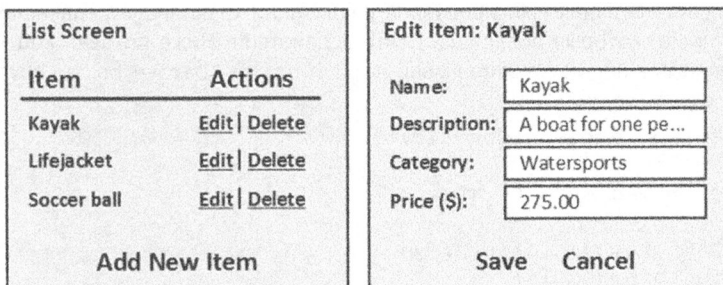 List Screen
Item Actions
Kayak Edit | Delete
Lifejacket Edit | Delete
Soccer ball Edit | Delete
Add New Item
Edit Item: Kayak
Name: Kayak
Description: A boat for one pe...
Category: Watersports
Price ($): 275.00
Save Cancel